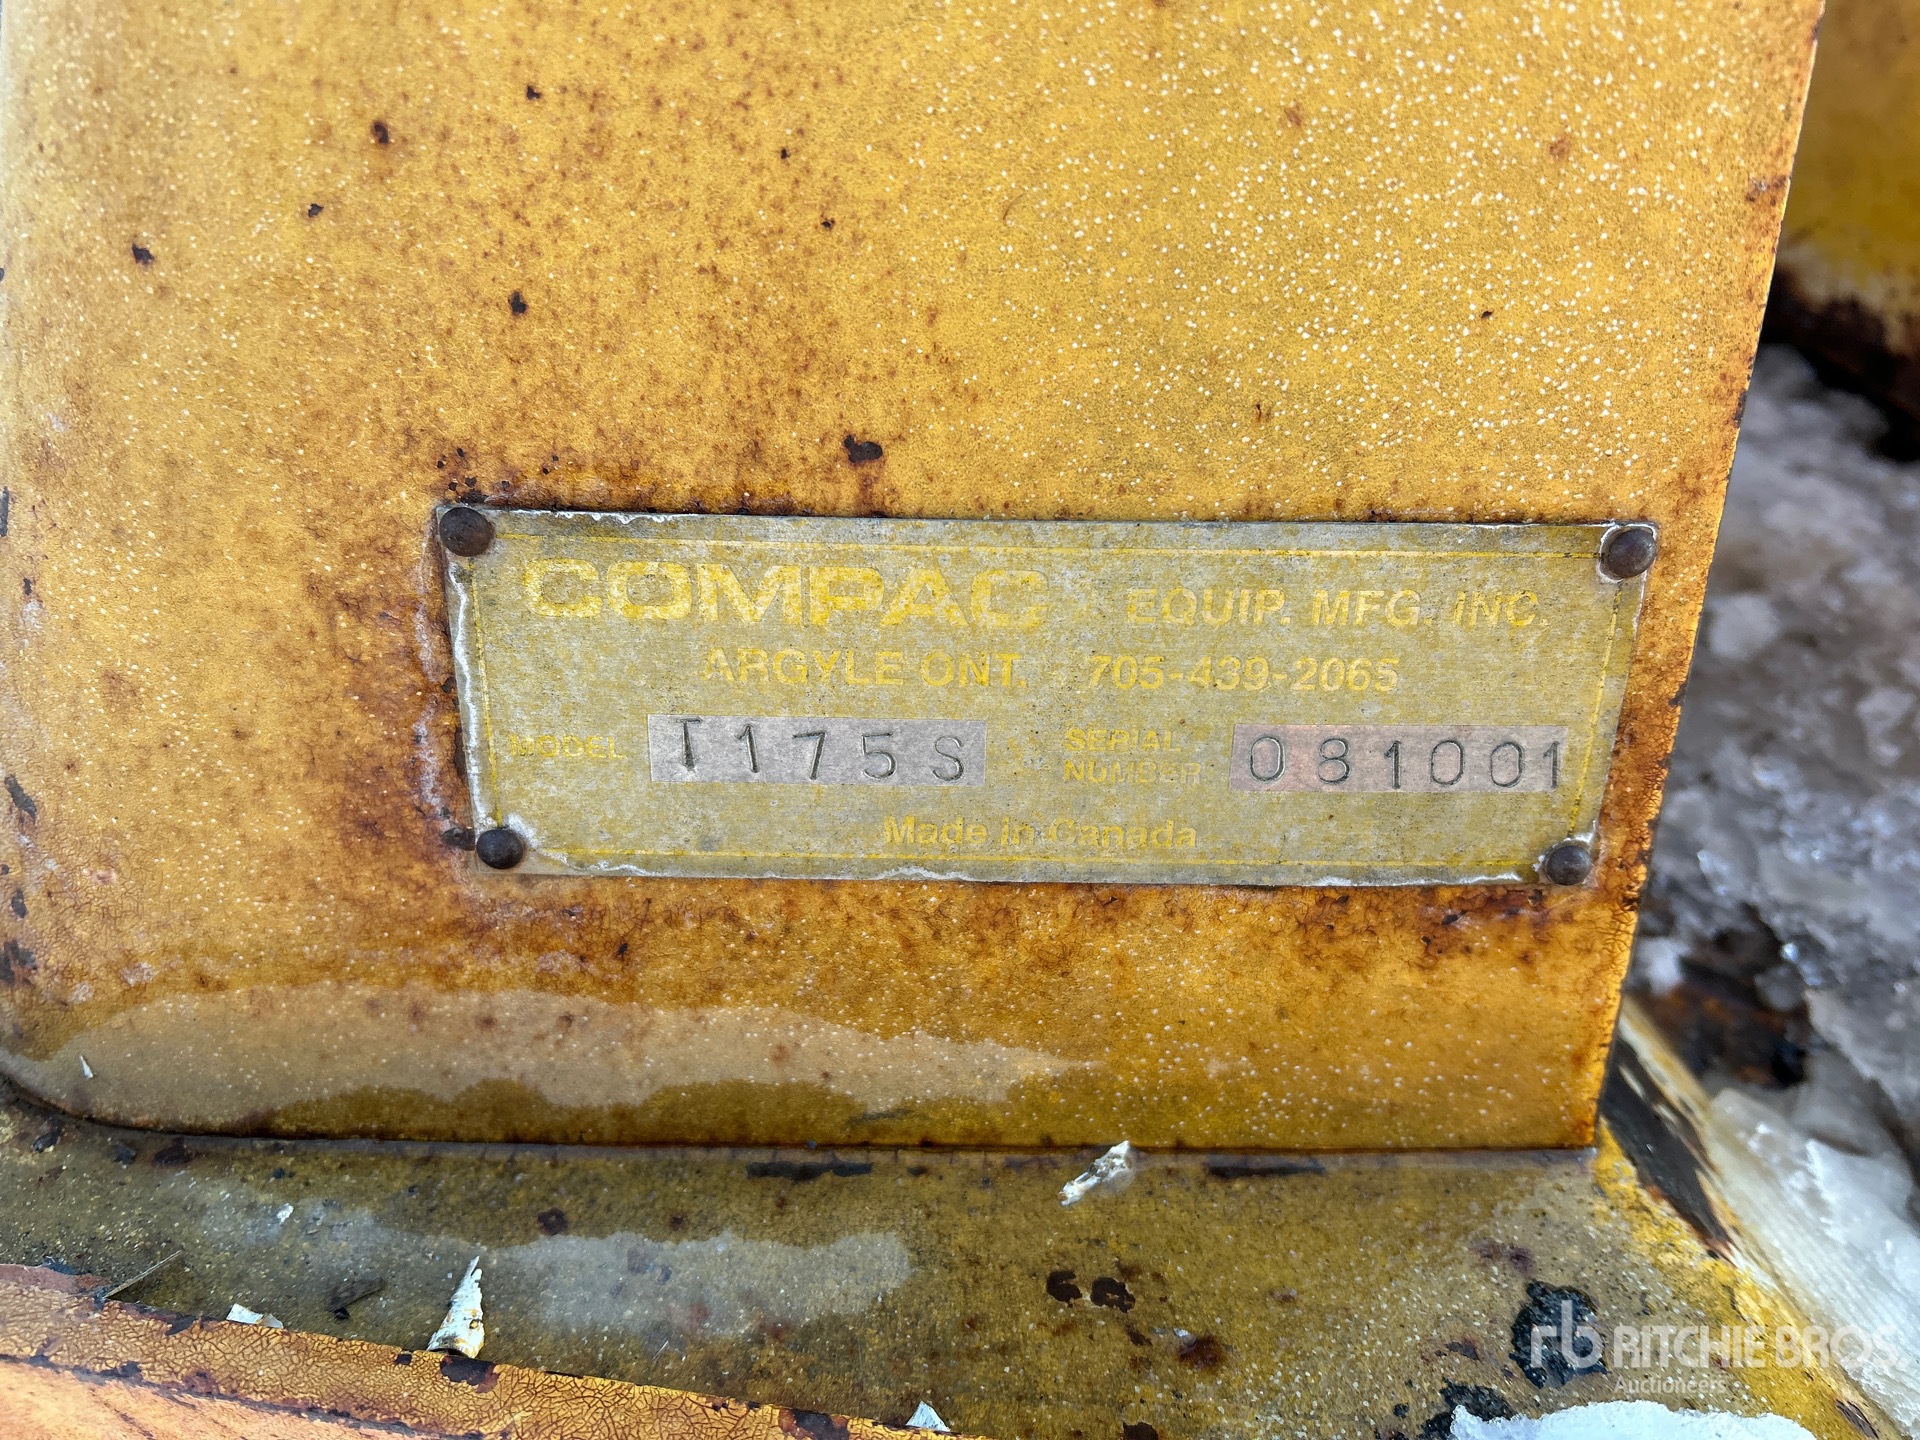 COMPAC EQUIP. MFG. INC.
ARGYLE ONT. 705-439-2065
MODEL T175S SERIAL NUMBER 081001
Made in Canada
rb RITCHIE BROS.
Auctioneers